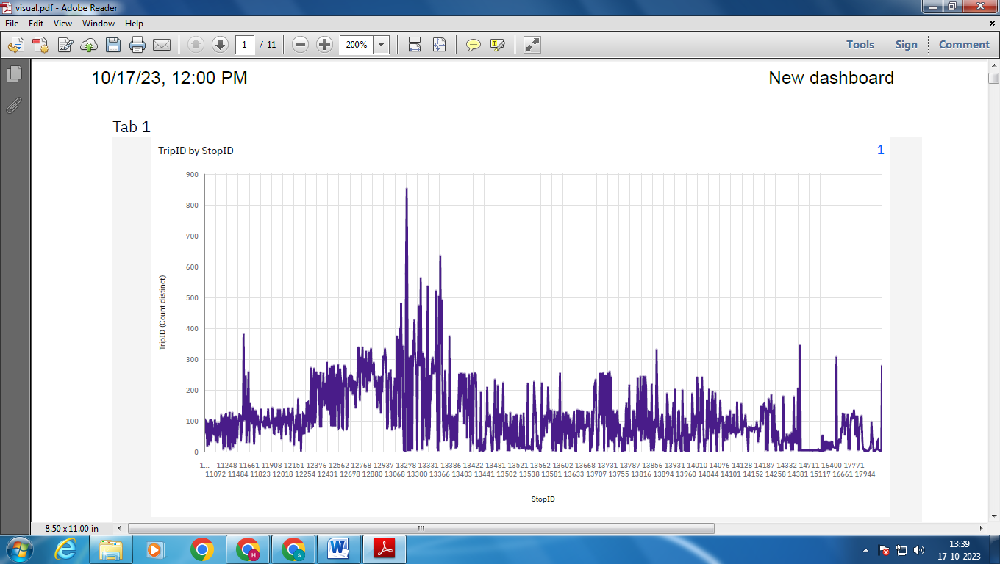 visual.pdf - Adobe Reader
File Edit View Window Help
1 / 11 200% Tools Sign Comment
10/17/23, 12:00 PM New dashboard
Tab 1
TripID by StopID 1
900
800
700
600
500
400
300
200
100
0
TripID (Count distinct)
1... 11248 11661 11908 12151 12376 12562 12768 12937 13278 13331 13386 13422 13481 13521 13562 13602 13668 13731 13787 13856 13931 14010 14076 14128 14187 14332 14711 16400 17771
11072 11484 11823 12018 12254 12431 12678 12880 13068 13300 13366 13403 13441 13502 13538 13581 13633 13707 13755 13816 13894 13960 14044 14101 14152 14258 14381 15117 16661 17944
StopID
8.50 x 11.00 in
13:39
17-10-2023